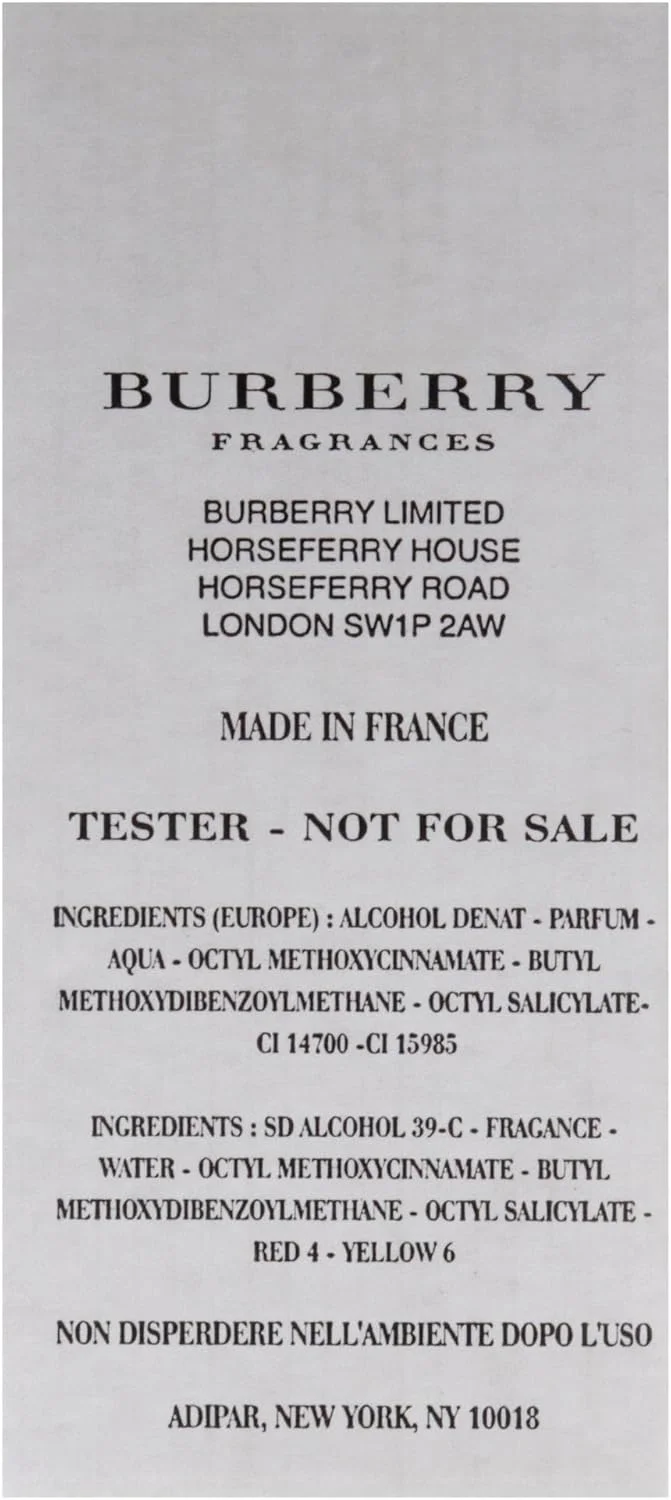 BURBERRY
FRAGRANCES
BURBERRY LIMITED
HORSEFERRY HOUSE
HORSEFERRY ROAD
LONDON SW1P 2AW
MADE IN FRANCE
TESTER - NOT FOR SALE
INGREDIENTS (EUROPE) : ALCOHOL DENAT - PARFUM -
AQUA - OCTYL METHOXYCINNAMATE - BUTYL
METHOXYDIBENZOYLMETHANE - OCTYL SALICYLATE-
CI 14700 -CI 15985
INGREDIENTS : SD ALCOHOL 39-C - FRAGANCE -
WATER - OCTYL METHOXYCINNAMATE - BUTYL
METHOXYDIBENZOYLMETHANE - OCTYL SALICYLATE -
RED 4 - YELLOW 6
NON DISPERDERE NELL'AMBIENTE DOPO L'USO
ADIPAR, NEW YORK, NY 10018